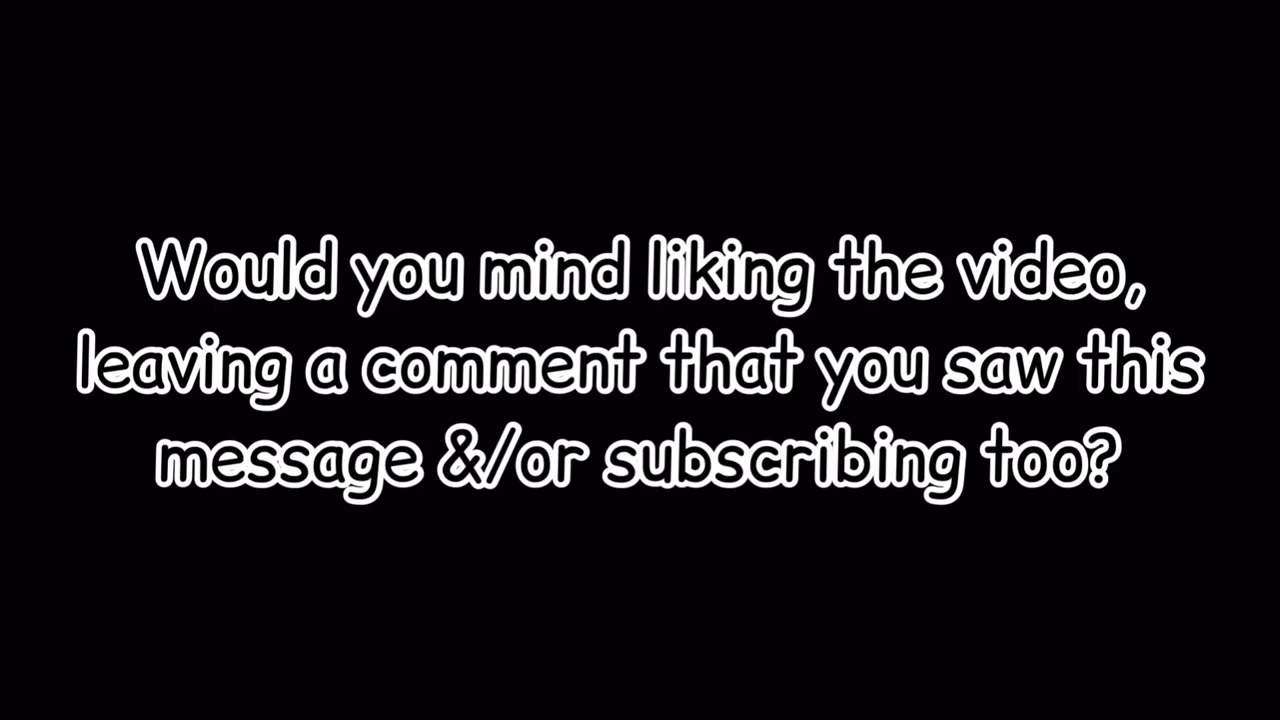 Would you mind liking the video,
leaving a comment that you saw this
message &/or subscribing too?